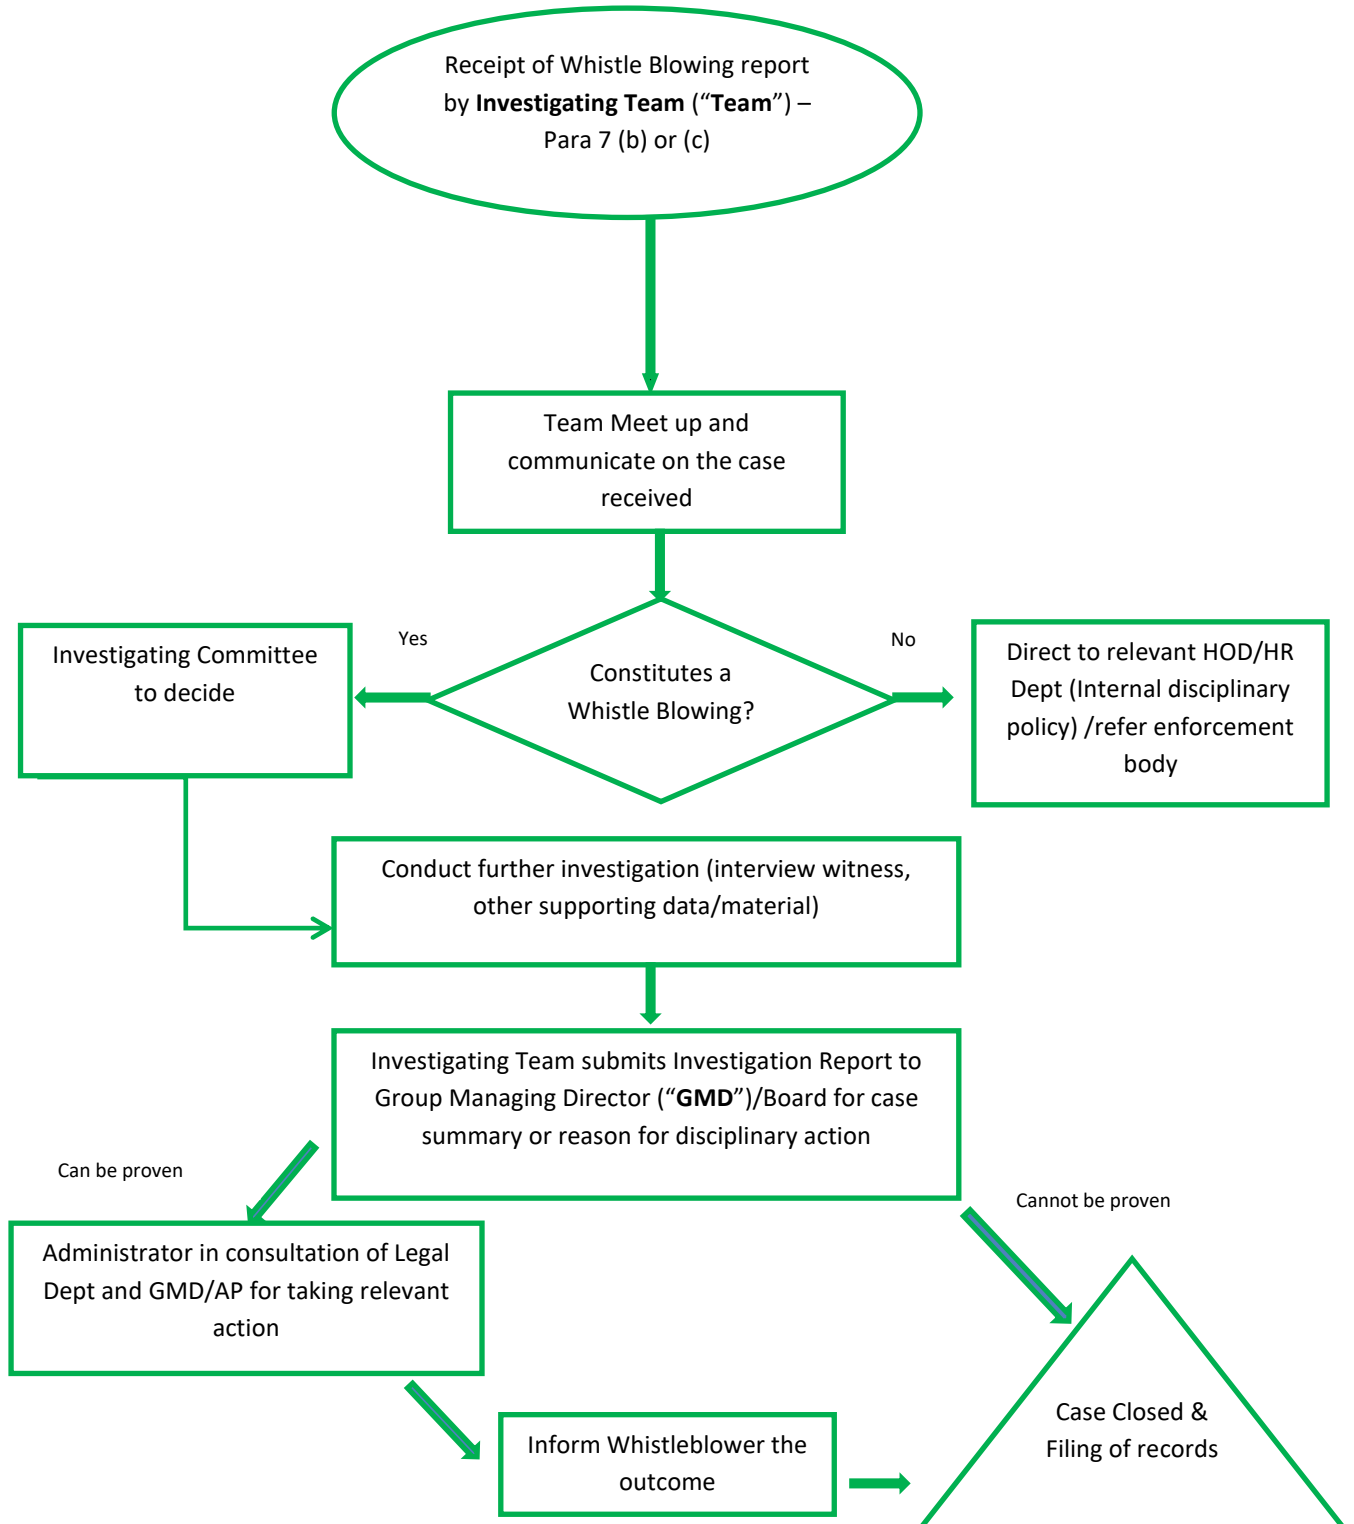 Receipt of Whistle Blowing report
by Investigating Team (“Team”) –
Para 7 (b) or (c)
Team Meet up and
communicate on the case
received
Yes
No
Investigating Committee
to decide
Constitutes a
Whistle Blowing?
Direct to relevant HOD/HR
Dept (Internal disciplinary
policy) /refer enforcement
body
Conduct further investigation (interview witness,
other supporting data/material)
Investigating Team submits Investigation Report to
Group Managing Director (“GMD”)/Board for case
summary or reason for disciplinary action
Can be proven
Cannot be proven
Administrator in consultation of Legal
Dept and GMD/AP for taking relevant
action
Inform Whistleblower the
outcome
Case Closed &
Filing of records